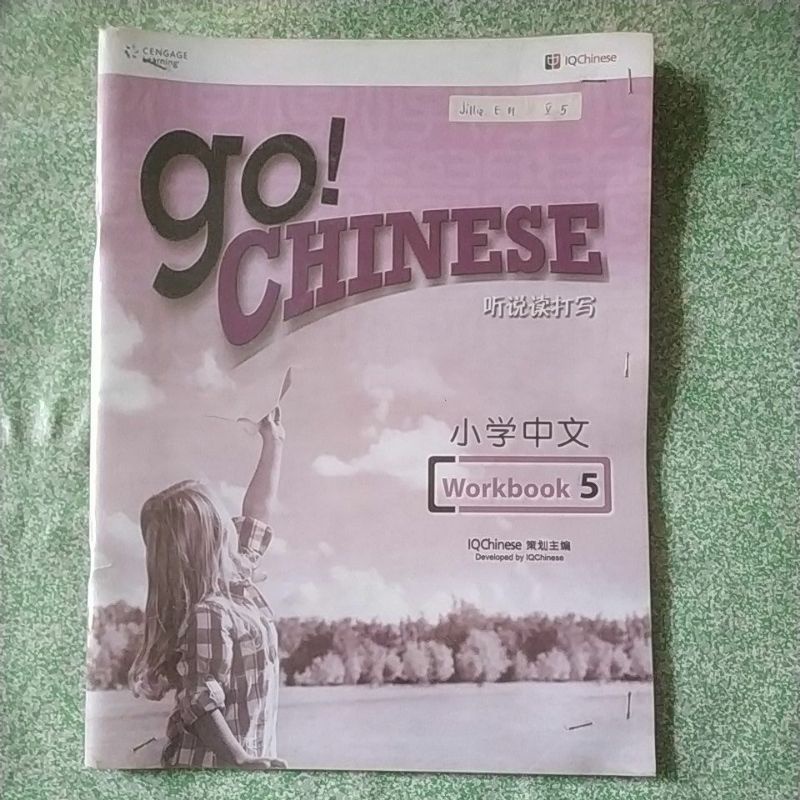 CENGAGE
Learning
IQChinese
go!
CHINESE
听说读打写
小学中文
Workbook 5
IQChinese 策划主编
Developed by IQChinese